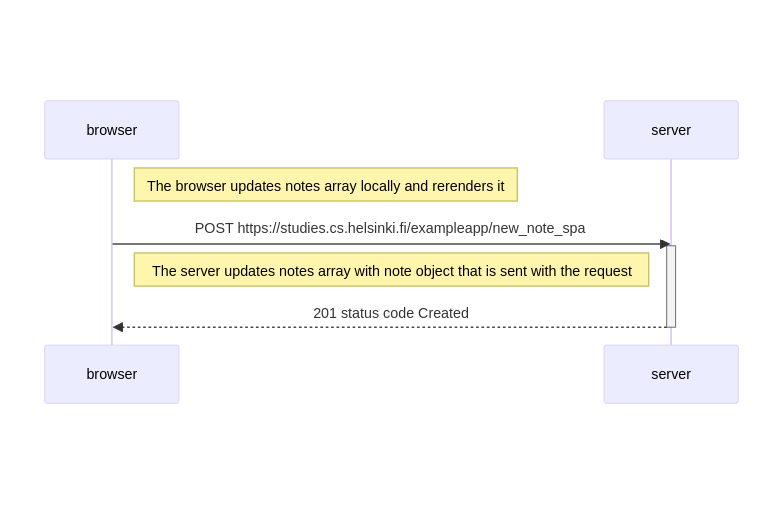 browser
server
The browser updates notes array locally and rerenders it
POST https://studies.cs.helsinki.fi/exampleapp/new_note_spa
The server updates notes array with note object that is sent with the request
201 status code Created
browser
server